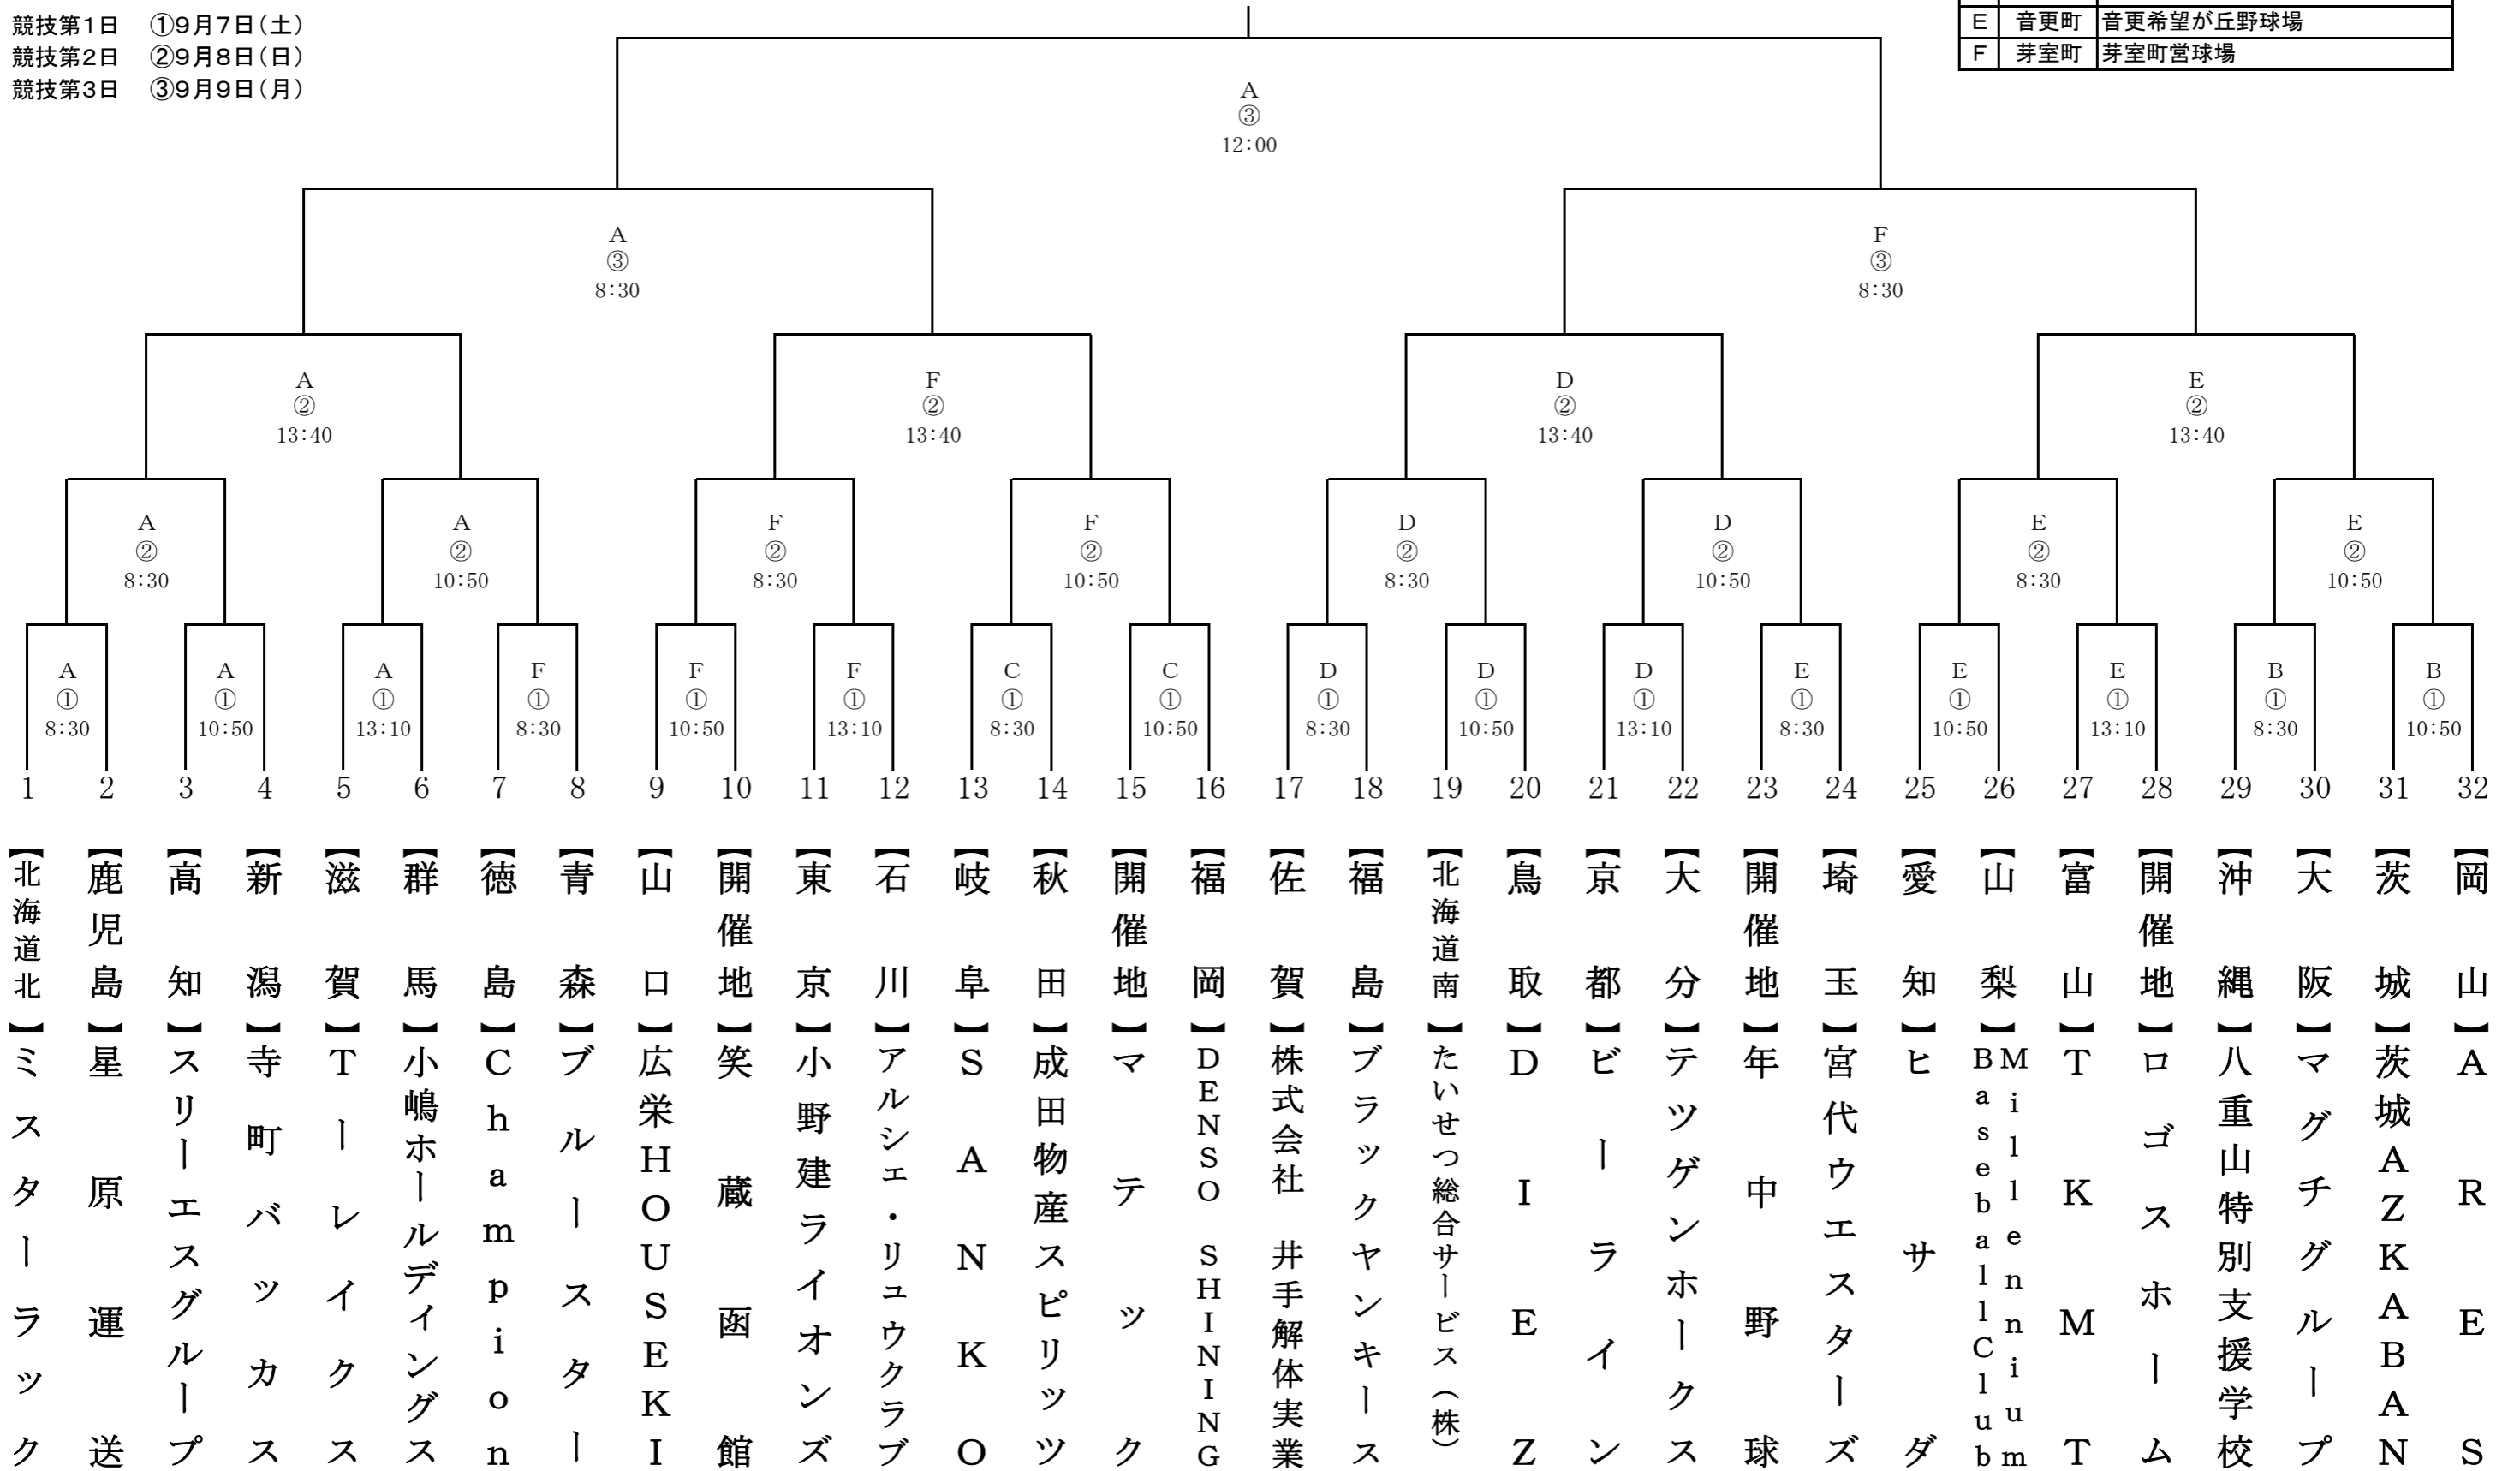 競技第1日 ①9月7日(土)
競技第2日 ②9月8日(日)
競技第3日 ③9月9日(月)
E 音更町 音更希望が丘野球場
F 芽室町 芽室町営球場
A
③
12:00
A
③
8:30
F
③
8:30
A
②
13:40
F
②
13:40
D
②
13:40
E
②
13:40
A
②
8:30
A
②
10:50
F
②
8:30
F
②
10:50
D
②
8:30
D
②
10:50
E
②
8:30
E
②
10:50
A
①
8:30
A
①
10:50
A
①
13:10
F
①
8:30
F
①
10:50
F
①
13:10
C
①
8:30
C
①
10:50
D
①
8:30
D
①
10:50
D
①
13:10
E
①
8:30
E
①
10:50
E
①
13:10
B
①
8:30
B
①
10:50
1 2 3 4 5 6 7 8 9 10 11 12 13 14 15 16 17 18 19 20 21 22 23 24 25 26 27 28 29 30 31 32
【北海道北】ミスターラック
【鹿児島】星原運送
【高知】スリーエスグループ
【新潟】寺町バッカス
【滋賀】Tーレイクス
【群馬】小嶋ホールディングス
【徳島】Champion
【青森】ブルースター
【山口】広栄HOUSEKI
【開催地】笑蔵函館
【東京】小野建ライオンズ
【石川】アルシェ・リュウクラブ
【岐阜】SANKO
【秋田】成田物産スピリッツ
【開催地】マテック
【福岡】DENSO SHINING
【佐賀】株式会社 井手解体実業
【福島】ブラックヤンキース
【北海道南】たいせつ総合サービス(株)
【鳥取】DIEZ
【京都】ビーライン
【大分】テツゲンホークス
【開催地】年中野球
【埼玉】宮代ウエスターズ
【愛知】ヒサダ
【山梨】Millennium
BaseballClub
【富山】TKMT
【開催地】ロゴスホーム
【沖縄】八重山特別支援学校
【大阪】マグチグループ
【茨城】茨城AZKABAN
【岡山】ARES